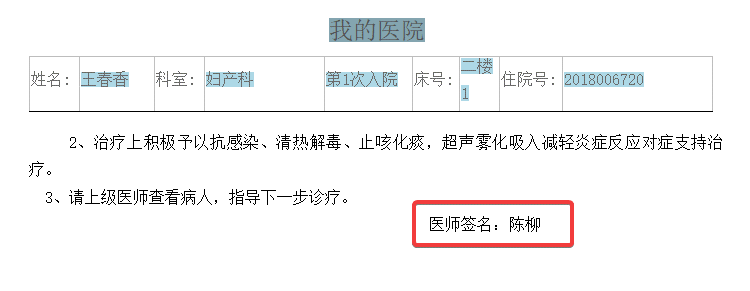 我的医院
姓名: 王春香 科室: 妇产科 第1次入院 床号: 二楼1 住院号: 2018006720
2、治疗上积极予以抗感染、清热解毒、止咳化痰，超声雾化吸入减轻炎症反应对症支持治
疗。
3、请上级医师查看病人，指导下一步诊疗。
医师签名：陈柳